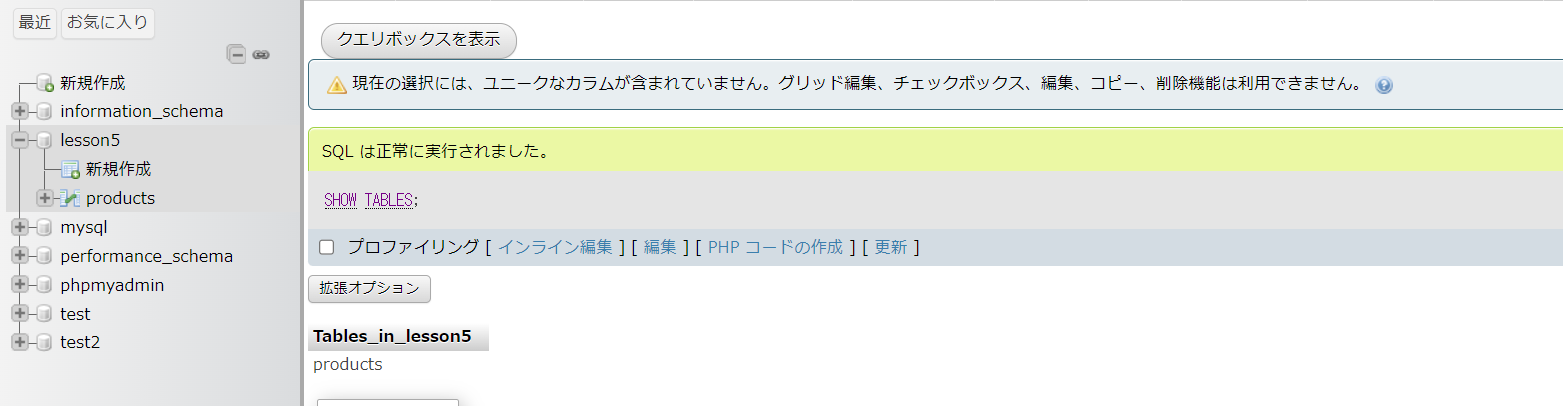 最近 お気に入り
新規作成
information_schema
lesson5
新規作成
products
mysql
performance_schema
phpmyadmin
test
test2
クエリボックスを表示
現在の選択には、ユニークなカラムが含まれていません。グリッド編集、チェックボックス、編集、コピー、削除機能は利用できません。
SQL は正常に実行されました。
SHOW TABLES;
プロファイリング [ インライン編集 ] [ 編集 ] [ PHP コードの作成 ] [ 更新 ]
拡張オプション
Tables_in_lesson5
products